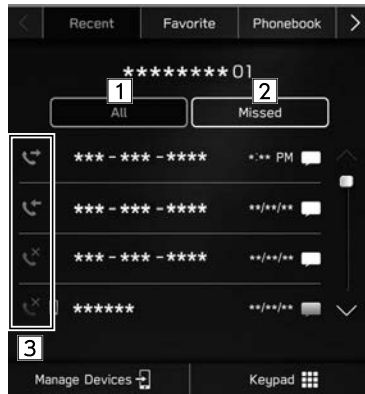 Recent Favorite Phonebook
********01
1 2
All Missed
***-***-**** *:** PM
***-***-**** **/**/**
***-***-**** **/**/**
****** **/**/**
3
Manage Devices Keypad